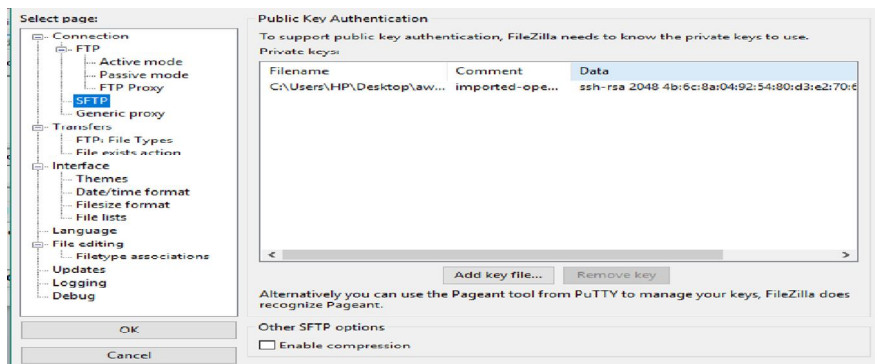 Select page:
Connection
FTP
Active mode
Passive mode
FTP Proxy
SFTP
Generic proxy
Transfers
FTP: File Types
File exists action
Interface
Themes
Date/time format
Filesize format
File lists
Language
File editing
Filetype associations
Updates
Logging
Debug
OK
Cancel
Public Key Authentication
To support public key authentication, FileZilla needs to know the private keys to use.
Private keys:
Filename Comment Data
C:\Users\HP\Desktop\aw... imported-ope... ssh-rsa 2048 4b:6c:8a:04:92:54:80:d3:e2:70:6
Add key file... Remove key
Alternatively you can use the Pageant tool from PuTTY to manage your keys, FileZilla does
recognize Pageant.
Other SFTP options
Enable compression